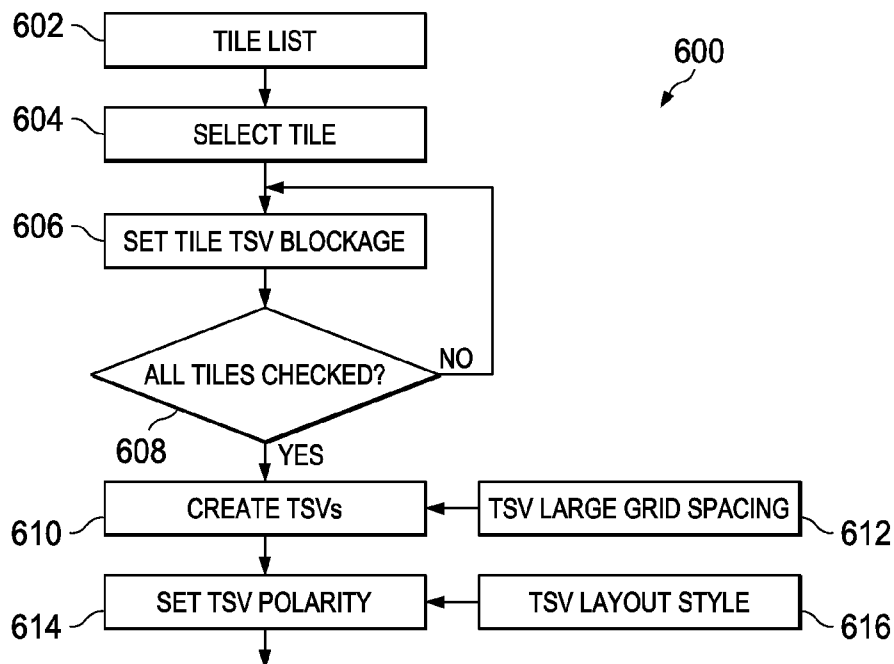 602
TILE LIST
600
604
SELECT TILE
606
SET TILE TSV BLOCKAGE
ALL TILES CHECKED?
NO
608
YES
610
CREATE TSVs
TSV LARGE GRID SPACING
612
614
SET TSV POLARITY
TSV LAYOUT STYLE
616